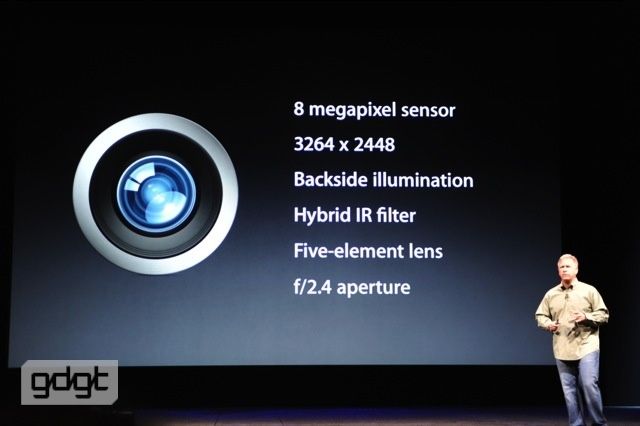 8 megapixel sensor
3264 x 2448
Backside illumination
Hybrid IR filter
Five-element lens
f/2.4 aperture
gdgt